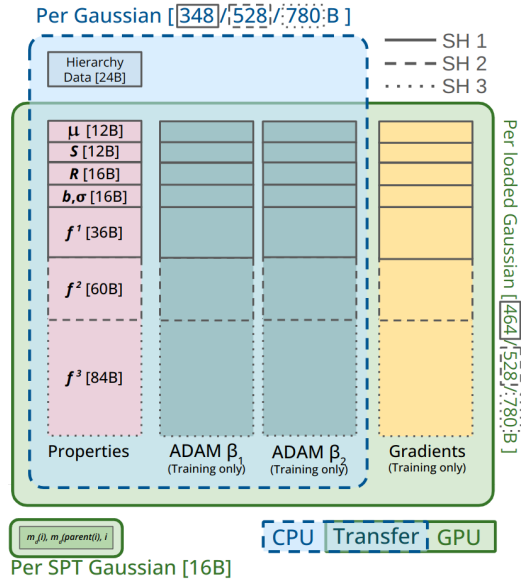 Per Gaussian [ 348/528/780 B ]
SH 1
SH 2
SH 3
Hierarchy
Data [24B]
μ [12B]
S [12B]
R [16B]
b,σ [16B]
f¹ [36B]
f² [60B]
f³ [84B]
Properties
ADAM β₁
(Training only)
ADAM β₂
(Training only)
Gradients
(Training only)
Per loaded Gaussian [464/528/780 B ]
m (i), m (parent(i), i
Per SPT Gaussian [16B]
CPU
Transfer
GPU